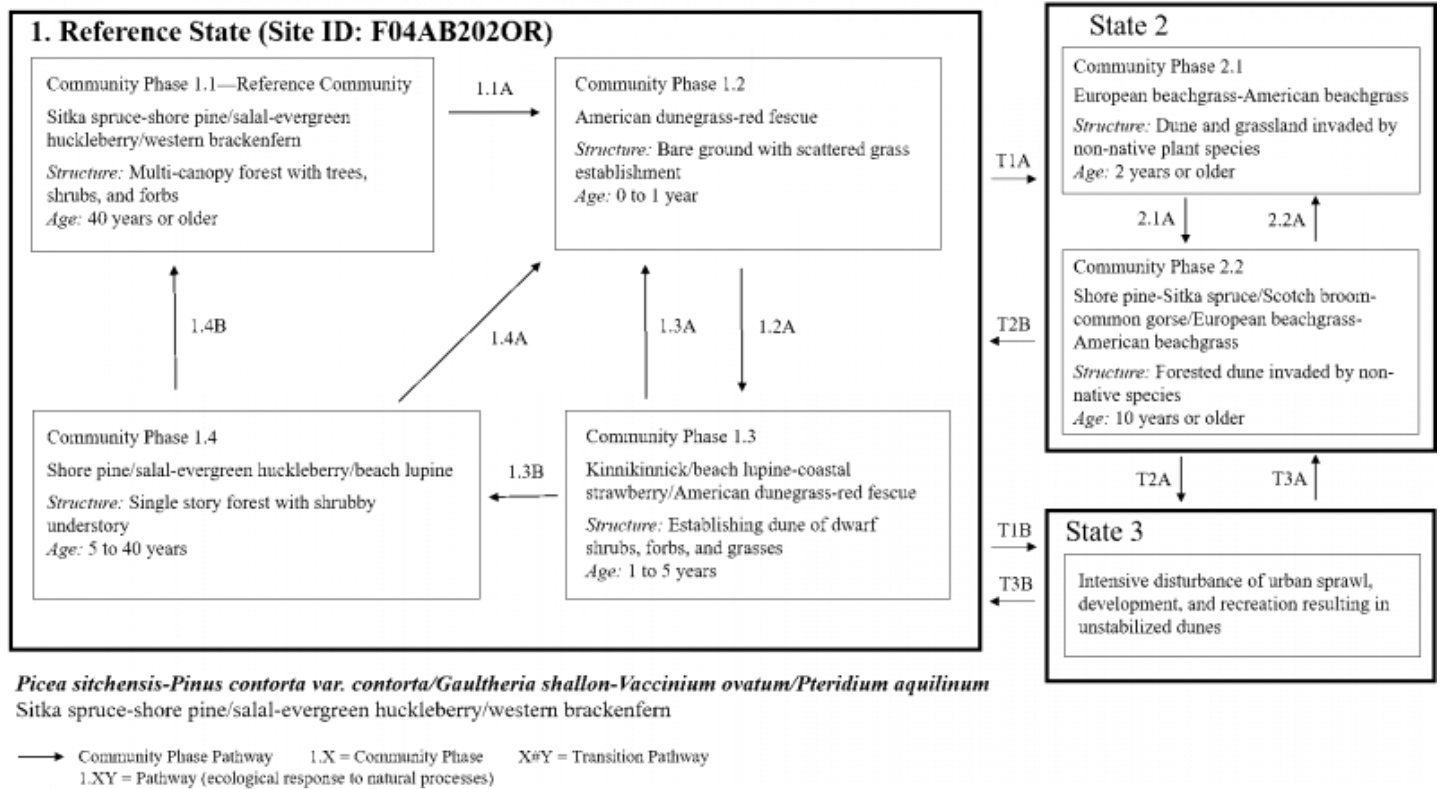 1. Reference State (Site ID: F04AB202OR)
Community Phase 1.1—Reference Community
Sitka spruce-shore pine/salal-evergreen
huckleberry/western brackenfern
Structure: Multi-canopy forest with trees,
shrubs, and forbs
Age: 40 years or older
1.1A
Community Phase 1.2
American dunegrass-red fescue
Structure: Bare ground with scattered grass
establishment
Age: 0 to 1 year
1.4B
1.4A
1.3A
1.2A
Community Phase 1.4
Shore pine/salal-evergreen huckleberry/beach lupine
Structure: Single story forest with shrubby
understory
Age: 5 to 40 years
1.3B
Community Phase 1.3
Kinnikinnick/beach lupine-coastal
strawberry/American dunegrass-red fescue
Structure: Establishing dune of dwarf
shrubs, forbs, and grasses
Age: 1 to 5 years
T1A
T2B
T1B
T3B
State 2
Community Phase 2.1
European beachgrass-American beachgrass
Structure: Dune and grassland invaded by
non-native plant species
Age: 2 years or older
2.1A
2.2A
Community Phase 2.2
Shore pine-Sitka spruce/Scotch broom-
common gorse/European beachgrass-
American beachgrass
Structure: Forested dune invaded by non-
native species
Age: 10 years or older
T2A
T3A
State 3
Intensive disturbance of urban sprawl,
development, and recreation resulting in
unstabilized dunes
Picea sitchensis-Pinus contorta var. contorta/Gaultheria shallon-Vaccinium ovatum/Pteridium aquilinum
Sitka spruce-shore pine/salal-evergreen huckleberry/western brackenfern
Community Phase Pathway 1.X = Community Phase X#Y = Transition Pathway
1.XY = Pathway (ecological response to natural processes)